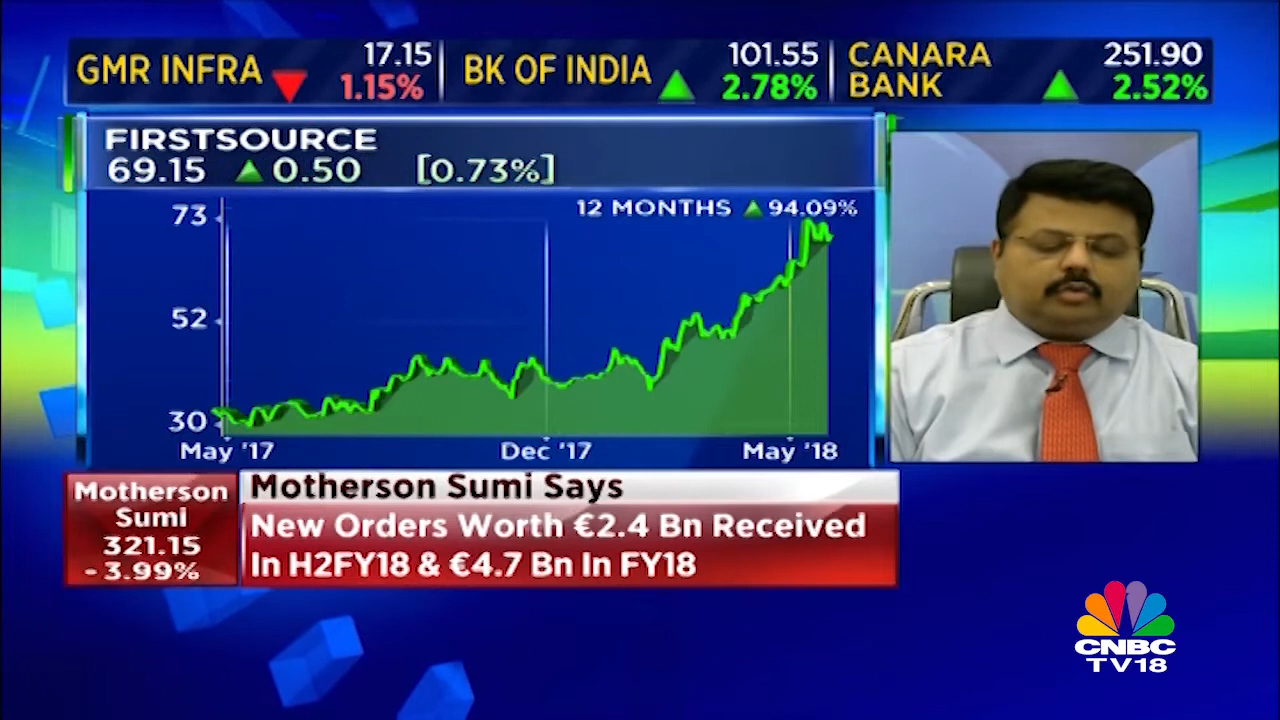 GMR INFRA 17.15 1.15%
BK OF INDIA 101.55 2.78%
CANARA BANK 251.90 2.52%
FIRSTSOURCE
69.15 0.50 [0.73%]
12 MONTHS 94.09%
73
52
30
May '17 Dec '17 May '18
Motherson
Sumi
321.15
- 3.99%
Motherson Sumi Says
New Orders Worth €2.4 Bn Received
In H2FY18 & €4.7 Bn In FY18
CNBC
TV18